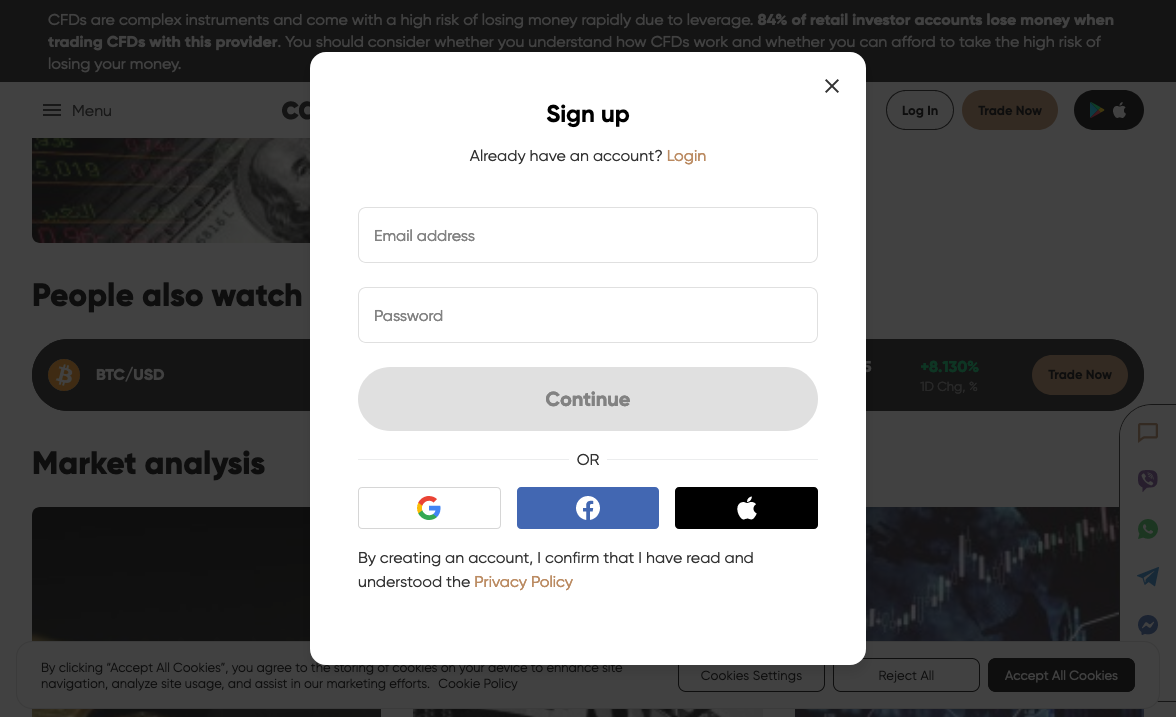 CFDs are complex instruments and come with a high risk of losing money rapidly due to leverage. 84% of retail investor accounts lose money when
trading CFDs with this provider. You should consider whether you understand how CFDs work and whether you can afford to take the high risk of
losing your money.
Menu
Log In
Trade Now
Sign up
Already have an account? Login
Email address
Password
Continue
OR
By creating an account, I confirm that I have read and
understood the Privacy Policy
5,019
People also watch
BTC/USD
+8.130%
1D Chg, %
Trade Now
Market analysis
By clicking “Accept All Cookies”, you agree to the storing of cookies on your device to enhance site
navigation, analyze site usage, and assist in our marketing efforts. Cookie Policy
Cookies Settings
Reject All
Accept All Cookies